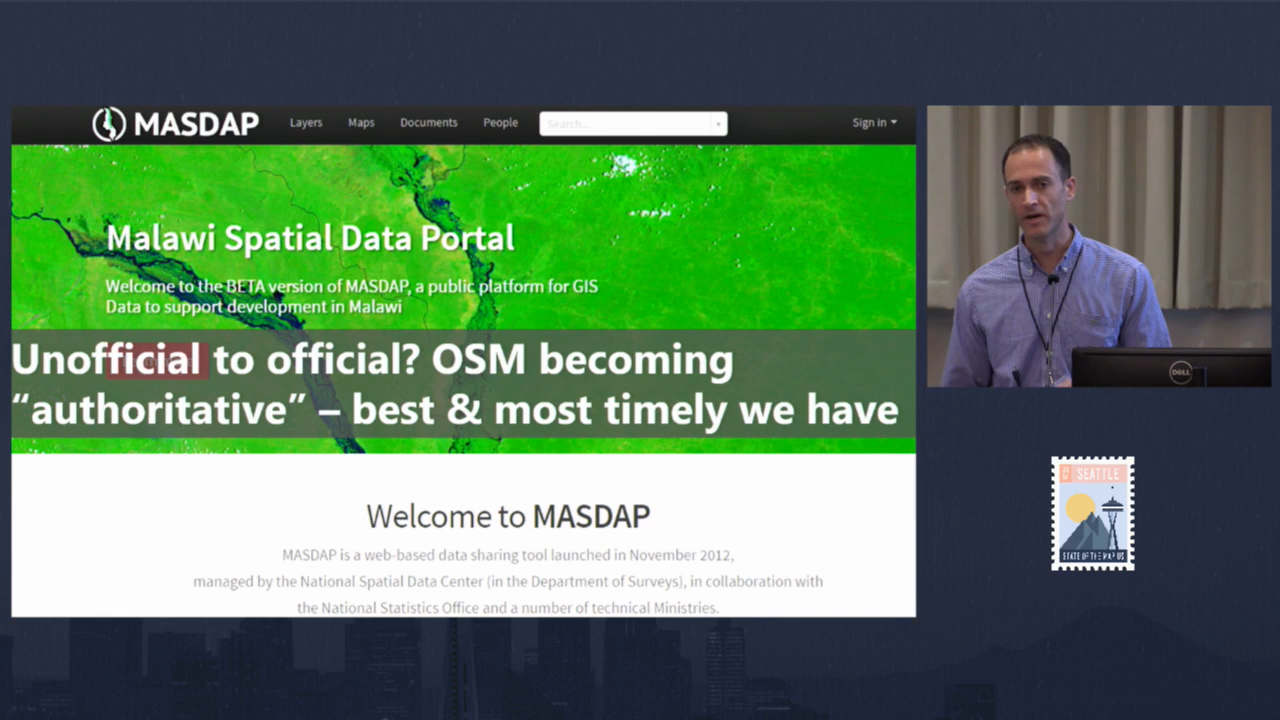 MASDAP
Layers Maps Documents People Search... Sign in
Malawi Spatial Data Portal
Welcome to the BETA version of MASDAP, a public platform for GIS
Data to support development in Malawi
Unofficial to official? OSM becoming
“authoritative” – best & most timely we have
Welcome to MASDAP
MASDAP is a web-based data sharing tool launched in November 2012,
managed by the National Spatial Data Center (in the Department of Surveys), in collaboration with
the National Statistics Office and a number of technical Ministries.
DELL
SEATTLE
STATE OF THE MAP US